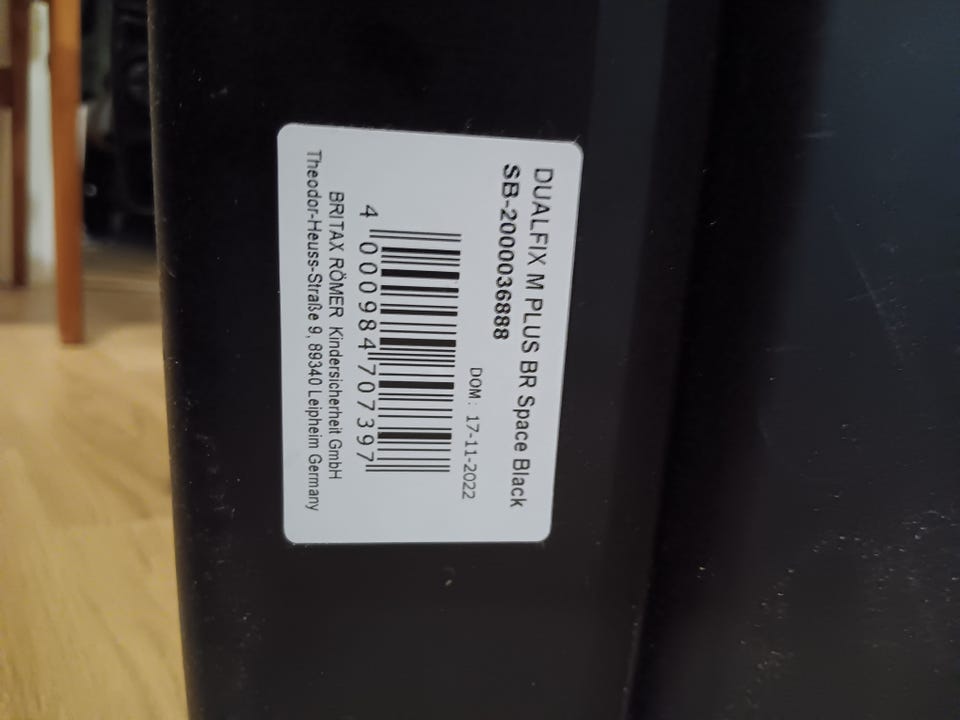 DUALFIX M PLUS BR Space Black
SB-2000036888
DOM: 17-11-2022
4 000984 707397
BRITAX RÖMER Kindersicherheit GmbH
Theodor-Heuss-Straße 9, 89340 Leipheim Germany